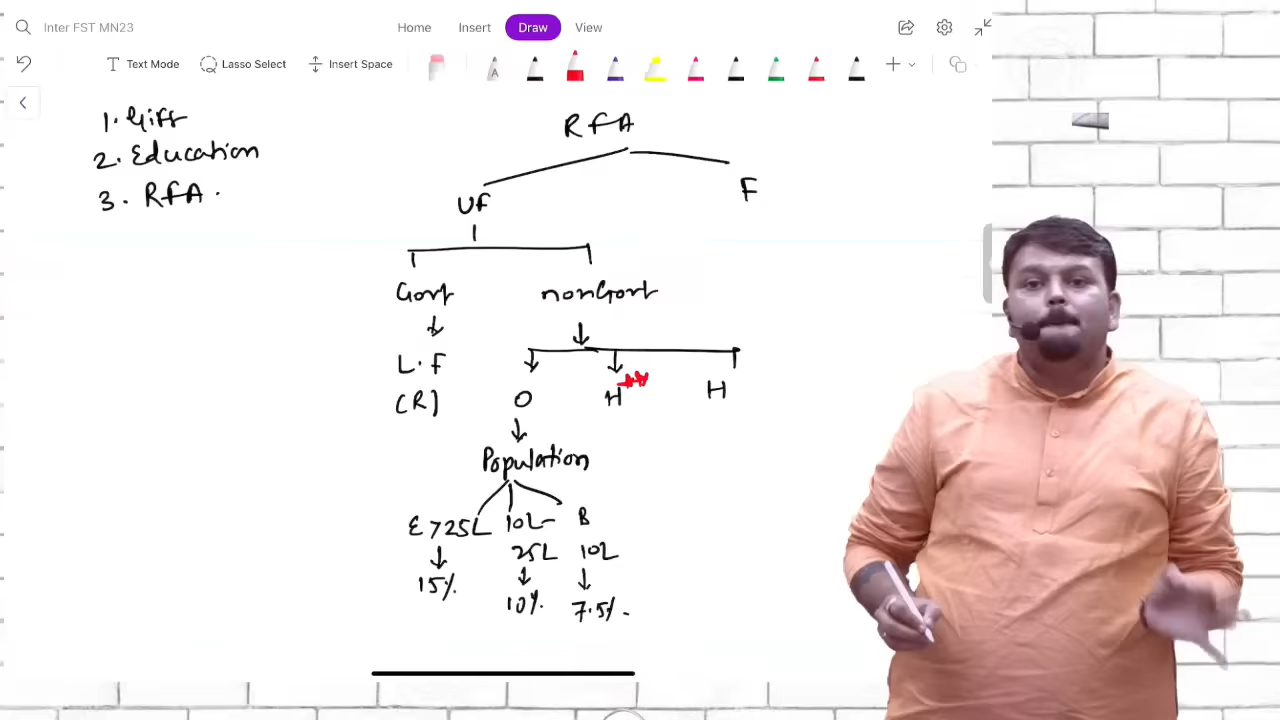 Inter FST MN23
Home Insert Draw View
Text Mode Lasso Select Insert Space
A
1. Gift
2. Education
3. RFA.
RFA
UF F
Govt nonGovt
L.F
(R)
O H H
Population
E > 25L 10L- B
25L 10L
15% 10% 7.5%